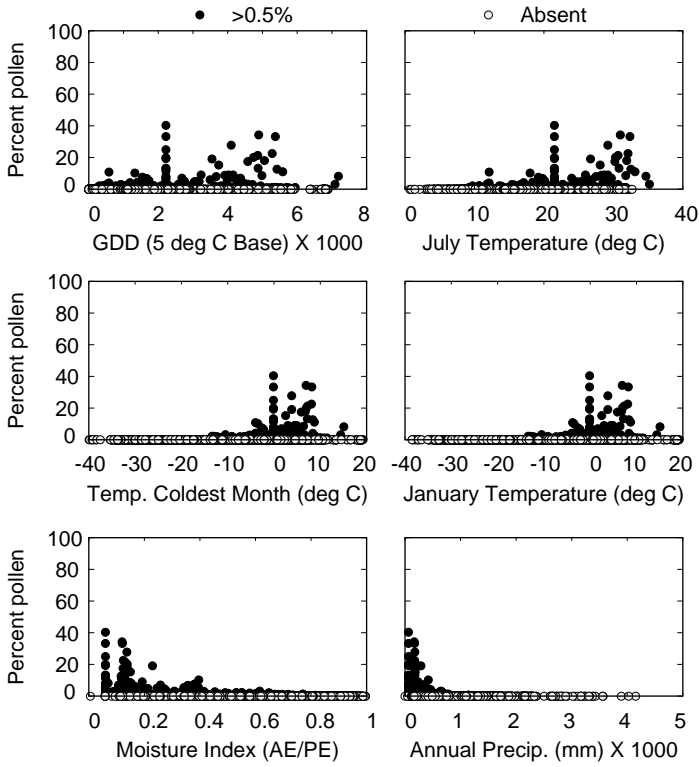 >0.5% Absent
Percent pollen
100
80
60
40
20
0
0 2 4 6 8
GDD (5 deg C Base) X 1000
0 10 20 30 40
July Temperature (deg C)
Percent pollen
100
80
60
40
20
0
-40 -30 -20 -10 0 10 20
Temp. Coldest Month (deg C)
-40 -30 -20 -10 0 10 20
January Temperature (deg C)
Percent pollen
100
80
60
40
20
0
0 0.2 0.4 0.6 0.8 1
Moisture Index (AE/PE)
0 1 2 3 4 5
Annual Precip. (mm) X 1000